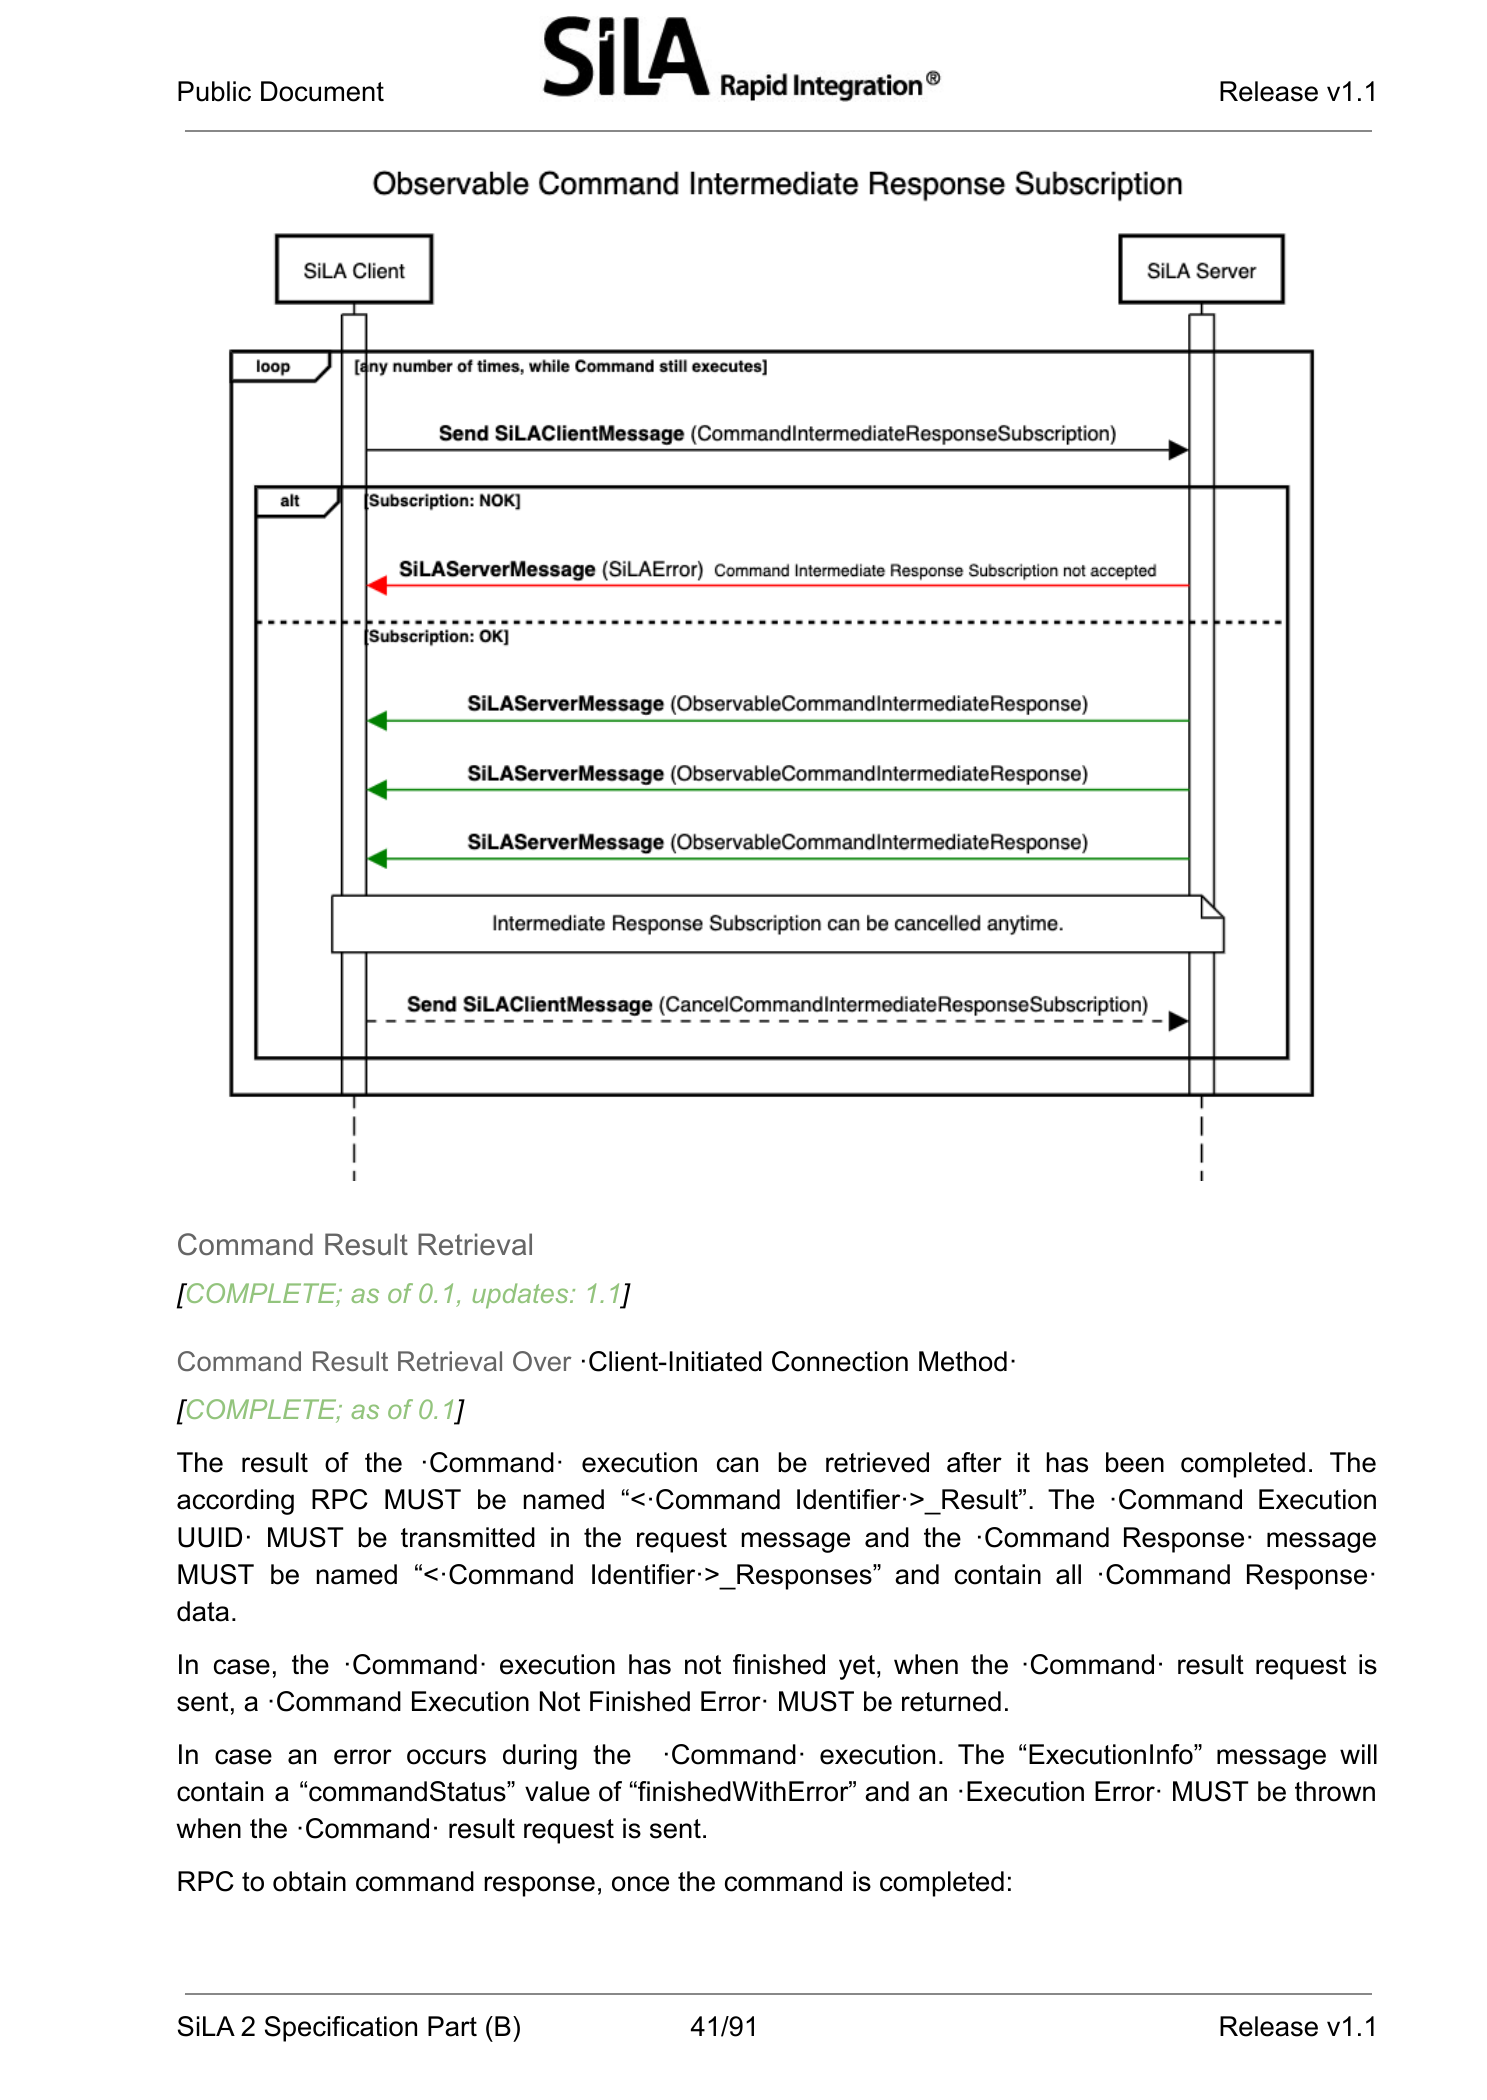 Public Document
SiLA Rapid Integration®
Release v1.1
Observable Command Intermediate Response Subscription
SiLA Client
SiLA Server
loop
[any number of times, while Command still executes]
Send SiLAClientMessage (CommandIntermediateResponseSubscription)
alt
[Subscription: NOK]
SiLAServerMessage (SiLAError) Command Intermediate Response Subscription not accepted
[Subscription: OK]
SiLAServerMessage (ObservableCommandIntermediateResponse)
SiLAServerMessage (ObservableCommandIntermediateResponse)
SiLAServerMessage (ObservableCommandIntermediateResponse)
Intermediate Response Subscription can be cancelled anytime.
Send SiLAClientMessage (CancelCommandIntermediateResponseSubscription)
Command Result Retrieval
[COMPLETE; as of 0.1, updates: 1.1]
Command Result Retrieval Over ·Client-Initiated Connection Method·
[COMPLETE; as of 0.1]
The result of the ·Command· execution can be retrieved after it has been completed. The
according RPC MUST be named “<·Command Identifier·>_Result”. The ·Command Execution
UUID· MUST be transmitted in the request message and the ·Command Response· message
MUST be named “<·Command Identifier·>_Responses” and contain all ·Command Response·
data.
In case, the ·Command· execution has not finished yet, when the ·Command· result request is
sent, a ·Command Execution Not Finished Error· MUST be returned.
In case an error occurs during the ·Command· execution. The “ExecutionInfo” message will
contain a “commandStatus” value of “finishedWithError” and an ·Execution Error· MUST be thrown
when the ·Command· result request is sent.
RPC to obtain command response, once the command is completed:
SiLA 2 Specification Part (B)
41/91
Release v1.1